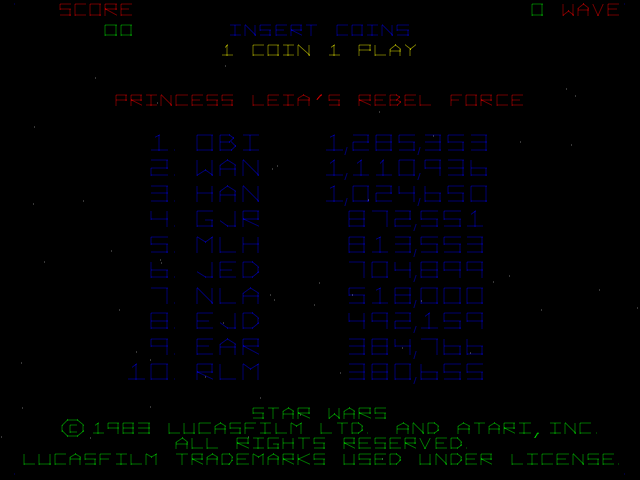 SCORE 0 WAVE
00 INSERT COINS
1 COIN 1 PLAY
PRINCESS LEIA'S REBEL FORCE
1 OBI 1,285,353
2 WAN 1,110,936
3 HAN 1,024,650
4 GJR 872,551
5 MLH 813,553
6 JED 704,899
7 NLA 518,000
8 EJD 492,159
9 EAR 384,766
10 RLM 380,655
STAR WARS
© 1983 LUCASFILM LTD. AND ATARI, INC.
ALL RIGHTS RESERVED.
LUCASFILM TRADEMARKS USED UNDER LICENSE.